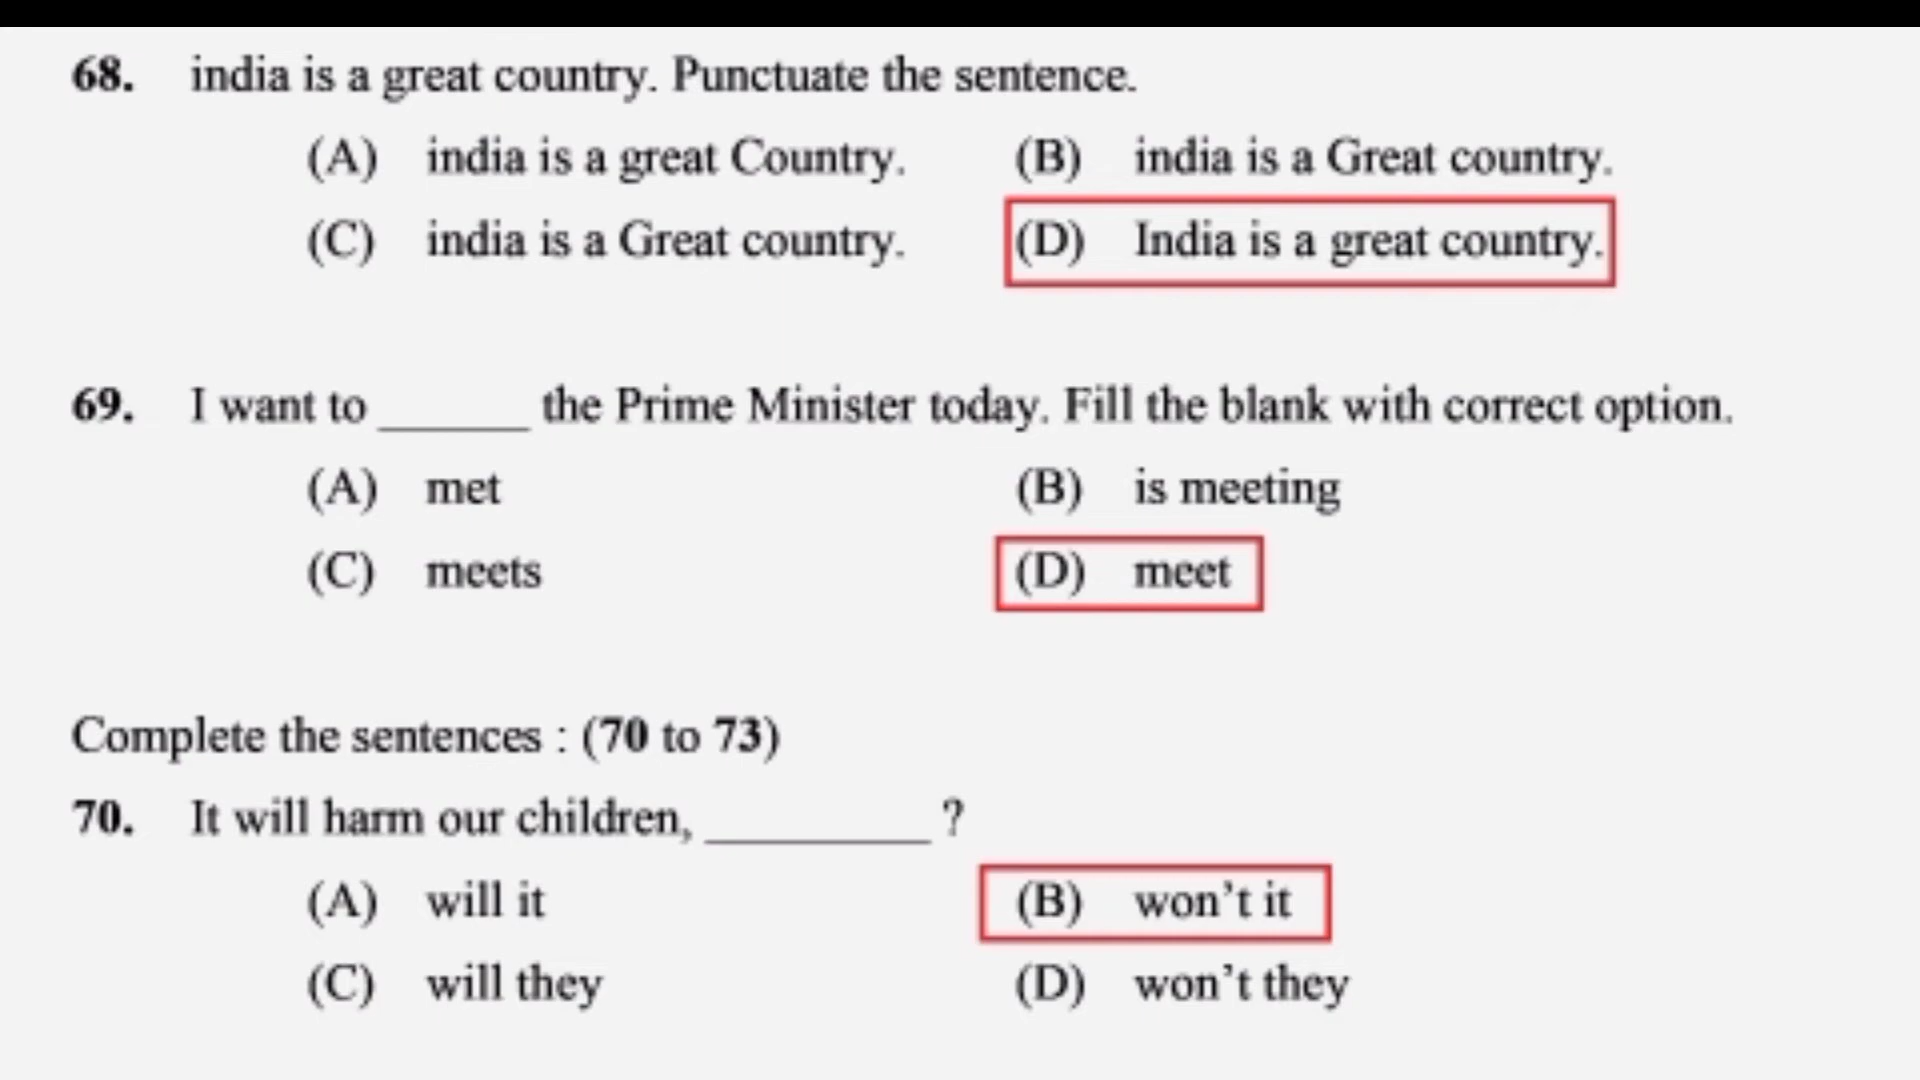 68. india is a great country. Punctuate the sentence.
(A) india is a great Country. (B) india is a Great country.
(C) india is a Great country. (D) India is a great country.
69. I want to ______ the Prime Minister today. Fill the blank with correct option.
(A) met (B) is meeting
(C) meets (D) meet
Complete the sentences : (70 to 73)
70. It will harm our children, _________ ?
(A) will it (B) won't it
(C) will they (D) won't they